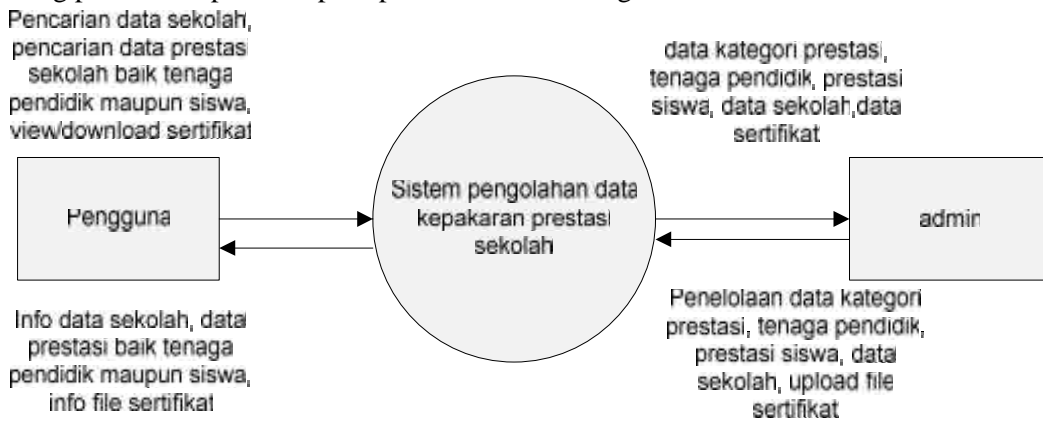 Pencarian data sekolah,
pencarian data prestasi
sekolah baik tenaga
pendidik maupun siswa,
view/download sertifikat
data kategori prestasi,
tenaga pendidik, prestasi
siswa, data sekolah,data
sertifikat
Pengguna
Sistem pengolahan data
kepakaran prestasi
sekolah
admin
Info data sekolah, data
prestasi baik tenaga
pendidik maupun siswa,
info file sertifikat
Penelolaan data kategori
prestasi, tenaga pendidik,
prestasi siswa, data
sekolah, upload file
sertifikat